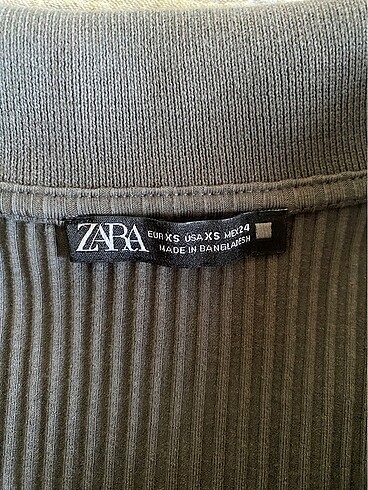 ZARA EUR XS USA XS MEX 24
MADE IN BANGLADESH